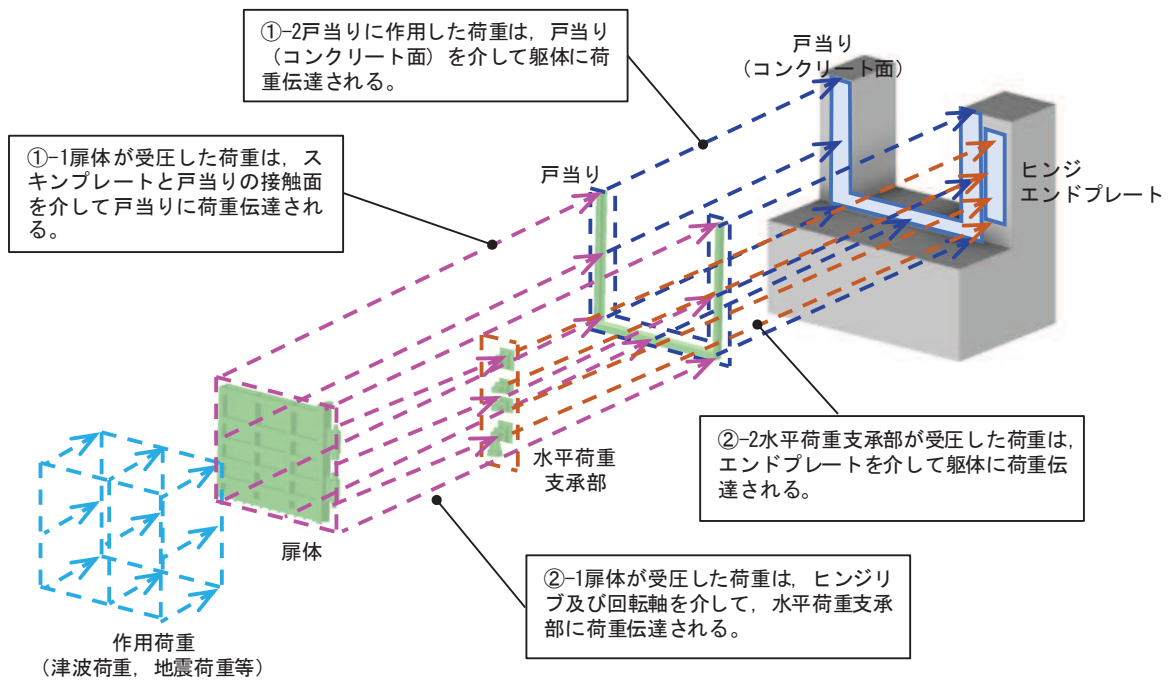 ①-2戸当りに作用した荷重は，戸当り
（コンクリート面）を介して躯体に荷
重伝達される。
戸当り
（コンクリート面）
①-1扉体が受圧した荷重は，ス
キンプレートと戸当りの接触面
を介して戸当りに荷重伝達され
る。
戸当り
ヒンジ
エンドプレート
②-2水平荷重支承部が受圧した荷重は，
エンドプレートを介して躯体に荷重伝
達される。
水平荷重
支承部
扉体
②-1扉体が受圧した荷重は，ヒンジリ
ブ及び回転軸を介して，水平荷重支承
部に荷重伝達される。
作用荷重
（津波荷重，地震荷重等）